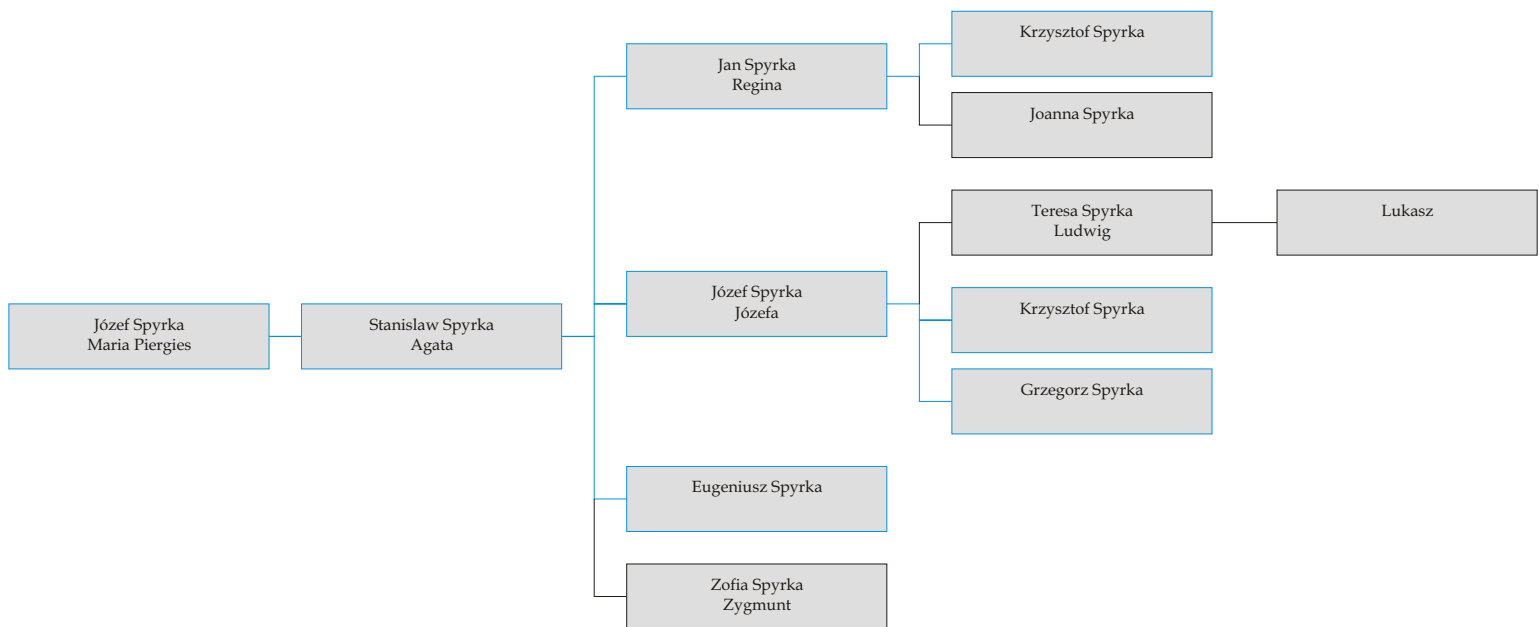 Józef Spyrka
Maria Piergies
Stanislaw Spyrka
Agata
Jan Spyrka
Regina
Krzysztof Spyrka
Joanna Spyrka
Józef Spyrka
Józefa
Teresa Spyrka
Ludwig
Lukasz
Krzysztof Spyrka
Grzegorz Spyrka
Eugeniusz Spyrka
Zofia Spyrka
Zygmunt